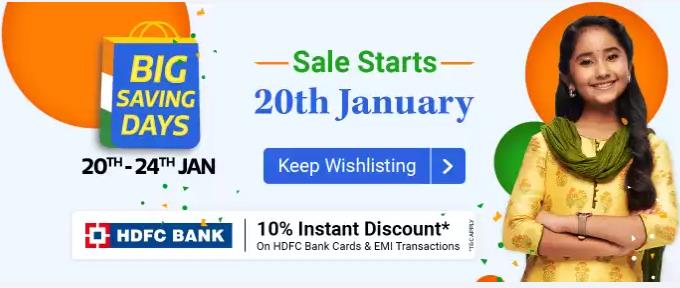 BIG
SAVING
DAYS
20TH - 24TH JAN
Sale Starts
20th January
Keep Wishlisting
HDFC BANK
10% Instant Discount*
On HDFC Bank Cards & EMI Transactions
*T&C APPLY